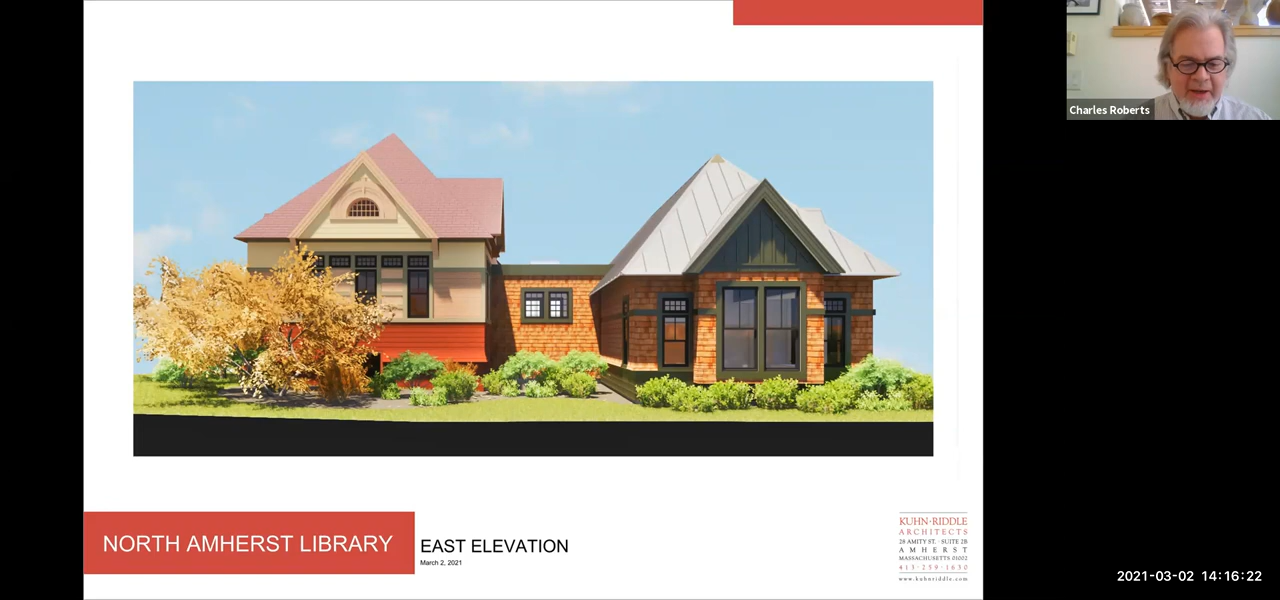 Charles Roberts
NORTH AMHERST LIBRARY
EAST ELEVATION
March 2, 2021
KUHN·RIDDLE
ARCHITECTS
28 AMITY ST. · SUITE 2B
AMHERST
MASSACHUSETTS 01002
413·259·1630
www.kuhnriddle.com
2021-03-02 14:16:22